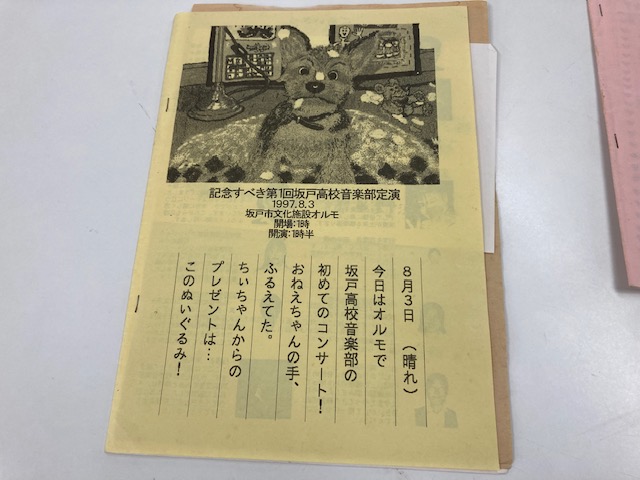 記念すべき第1回坂戸高校音楽部定演
1997.8.3
坂戸市文化施設オルモ
開場:1時
開演:1時半
8月3日 (晴れ)
今日はオルモで
坂戸高校音楽部の
初めてのコンサート!
おねえちゃんの手、
ふるえてた。
ちぃちゃんからの
プレゼントは…
このぬいぐるみ!